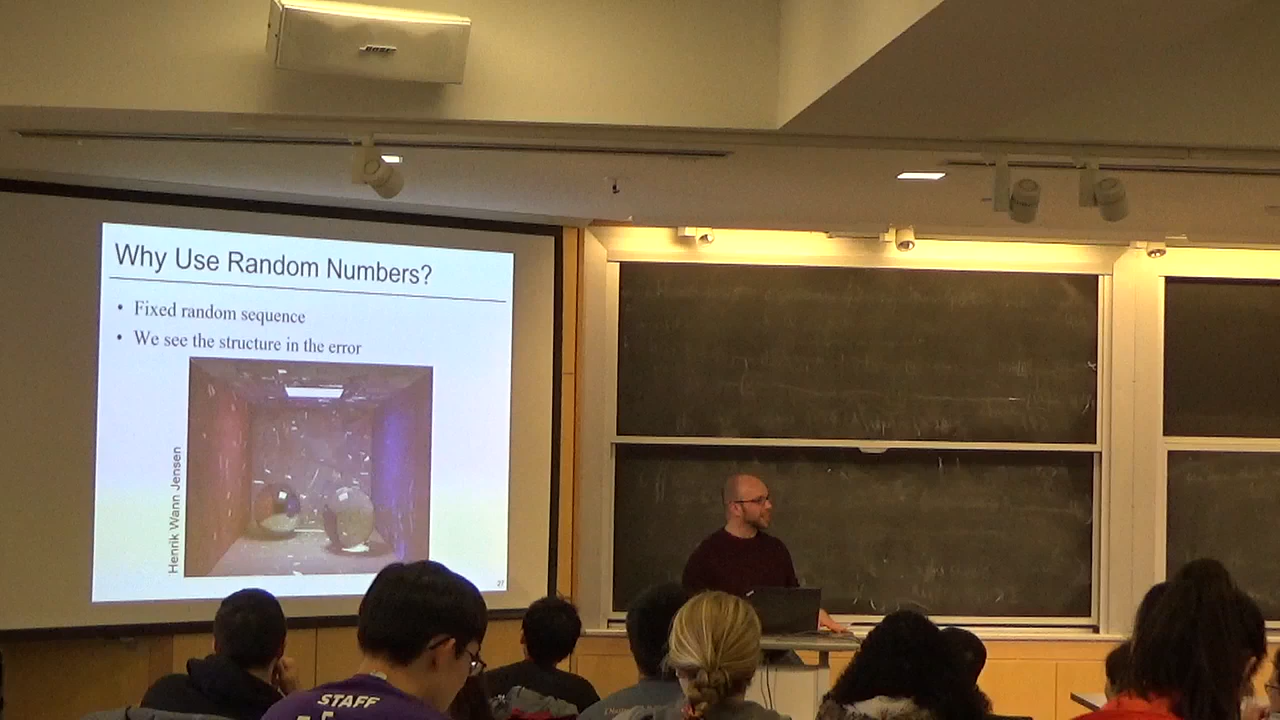 BOSE
Why Use Random Numbers?
• Fixed random sequence
• We see the structure in the error
Henrik Wann Jensen
27
STAFF